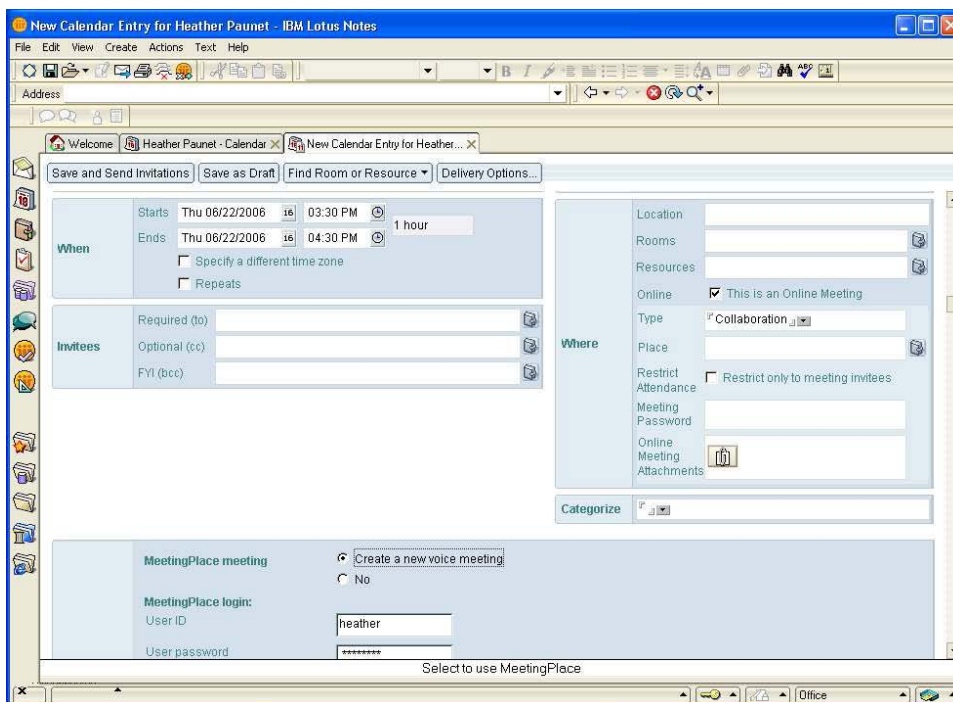 New Calendar Entry for Heather Paunet - IBM Lotus Notes
File Edit View Create Actions Text Help
B I
Address
Welcome Heather Paunet - Calendar New Calendar Entry for Heather...
Save and Send Invitations Save as Draft Find Room or Resource Delivery Options...
When
Starts Thu 06/22/2006 16 03:30 PM
1 hour
Ends Thu 06/22/2006 16 04:30 PM
Specify a different time zone
Repeats
Invitees
Required (to)
Optional (cc)
FYI (bcc)
Where
Location
Rooms
Resources
Online This is an Online Meeting
Type Collaboration
Place
Restrict Attendance Restrict only to meeting invitees
Meeting
Password
Online
Meeting
Attachments
Categorize
MeetingPlace meeting Create a new voice meeting
No
MeetingPlace login:
User ID heather
User password ********
Select to use MeetingPlace
Office